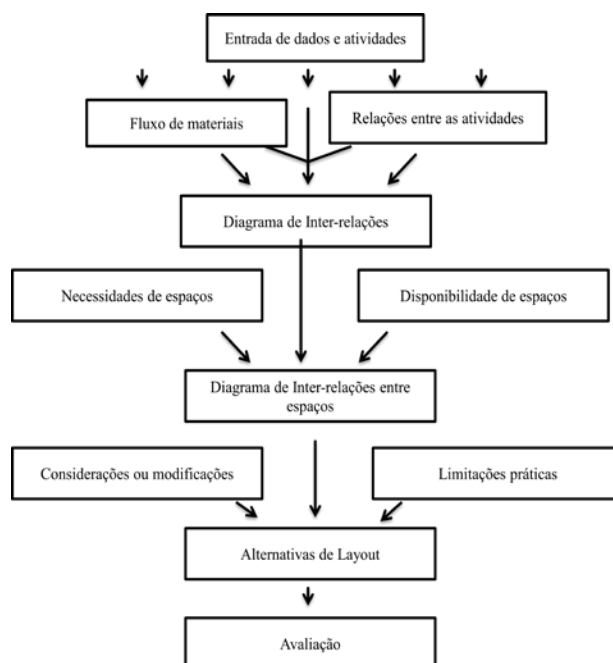 Entrada de dados e atividades
Fluxo de materiais
Relações entre as atividades
Diagrama de Inter-relações
Necessidades de espaços
Disponibilidade de espaços
Diagrama de Inter-relações entre
espaços
Considerações ou modificações
Limitações práticas
Alternativas de Layout
Avaliação